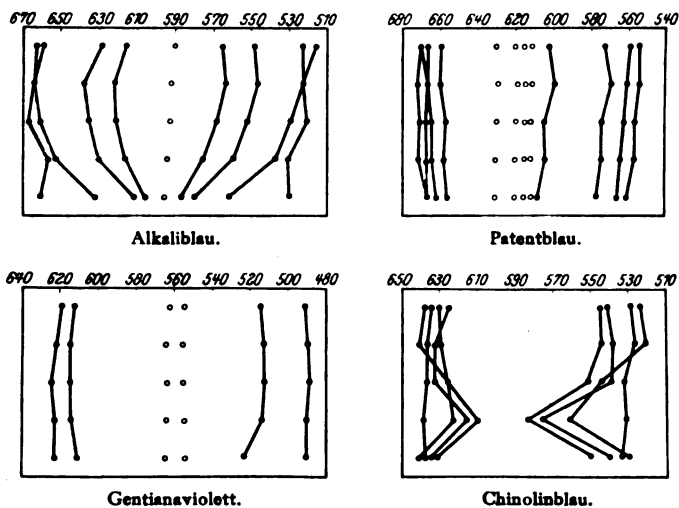 670 650 630 610 590 570 550 530 510
680 660 640 620 600 580 560 540
Alkaliblau.
Patentblau.
640 620 600 580 560 540 520 500 480
650 630 610 590 570 550 530 510
Gentianaviolett.
Chinolinblau.